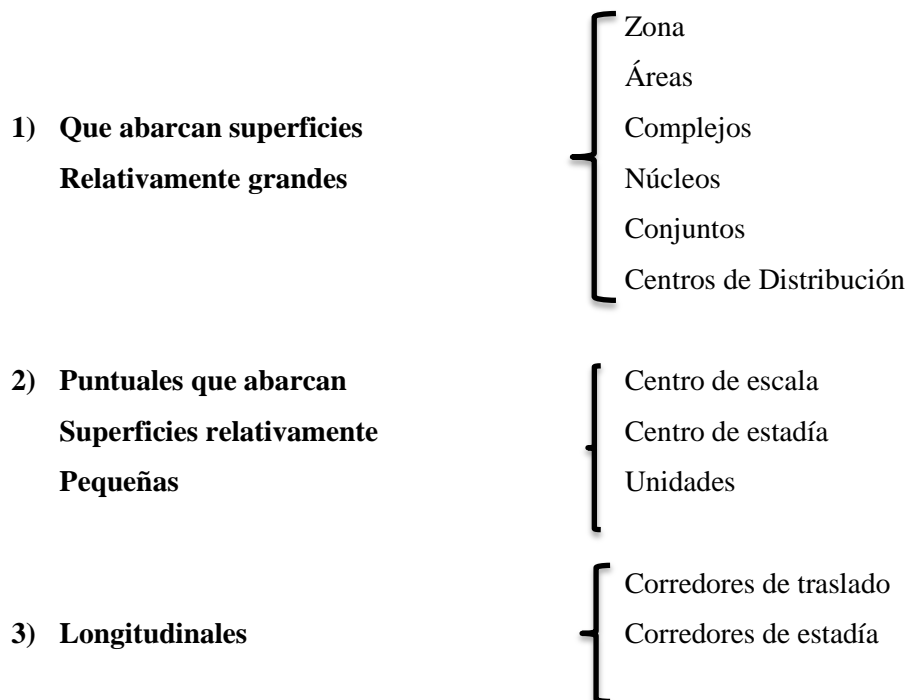 Zona
Áreas
1) Que abarcan superficies Complejos
Relativamente grandes Núcleos
Conjuntos
Centros de Distribución
2) Puntuales que abarcan Centro de escala
Superficies relativamente Centro de estadía
Pequeñas Unidades
Corredores de traslado
3) Longitudinales Corredores de estadía